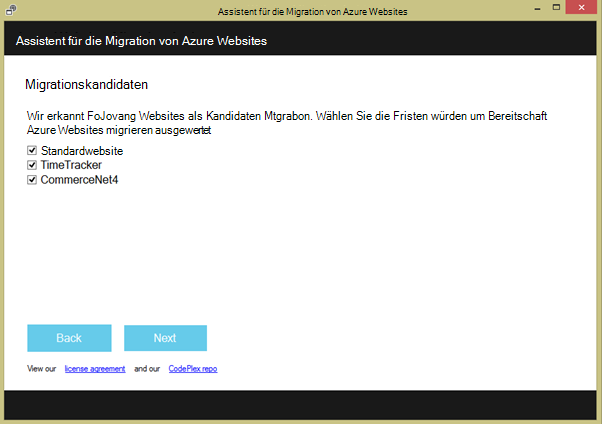 Assistent für die Migration von Azure Websites
Assistent für die Migration von Azure Websites
Migrationskandidaten
Wir erkannt FoJovang Websites als Kandidaten Mtgrabon. Wählen Sie die Fristen würden um Bereitschaft
Azure Websites migrieren ausgewertet
Standardwebsite
TimeTracker
CommerceNet4
Back Next
View our license agreement and our CodePlex repo